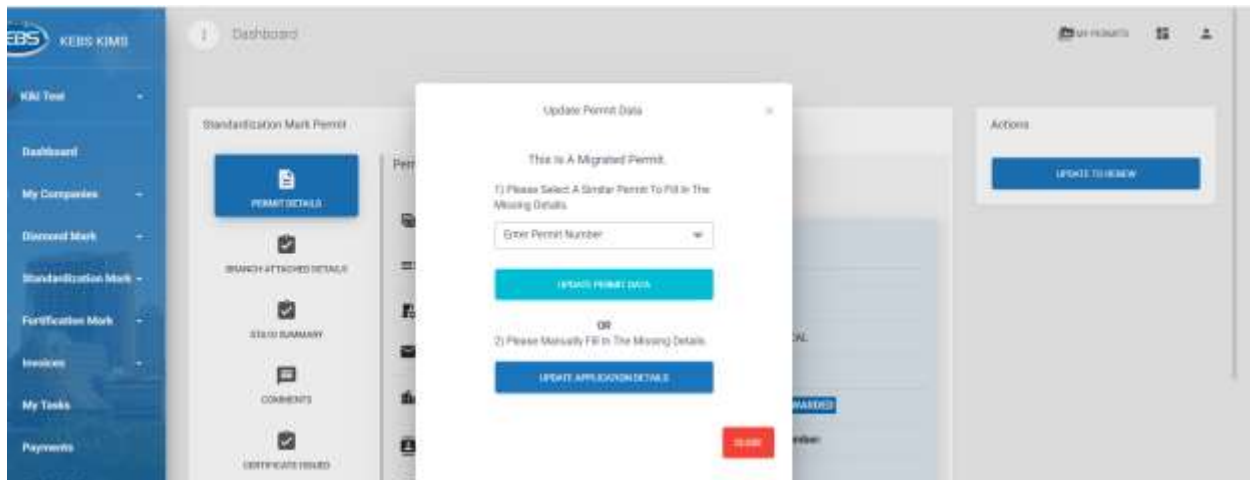 KEBS KIMS
Dashboard
MY PERMITS
KIKI Test
Dashboard
My Companies
Diamond Mark
Standardization Mark
Fortification Mark
Invoices
My Tasks
Payments
Standardization Mark Permit
PERMIT DETAILS
BRANCH ATTACHED DETAILS
STA10 SUMMARY
COMMENTS
CERTIFICATE ISSUED
Update Permit Data
×
This Is A Migrated Permit.
1) Please Select A Similar Permit To Fill In The
Missing Details.
Enter Permit Number
UPDATE PERMIT DATA
OR
2) Please Manually Fill In The Missing Details.
UPDATE APPLICATION DETAILS
CLOSE
Actions
UPDATE TO RENEW